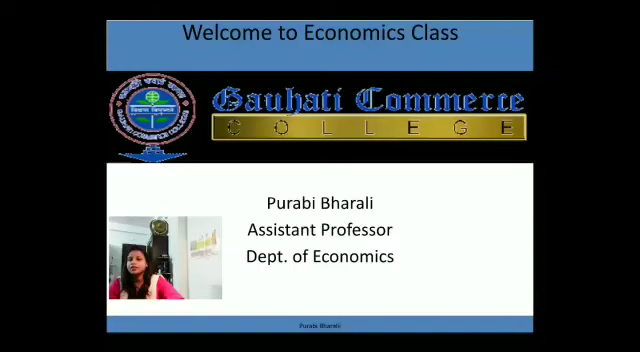 Welcome to Economics Class
Gauhati Commerce
COLLEGE
Purabi Bharali
Assistant Professor
Dept. of Economics
Purabi Bharali